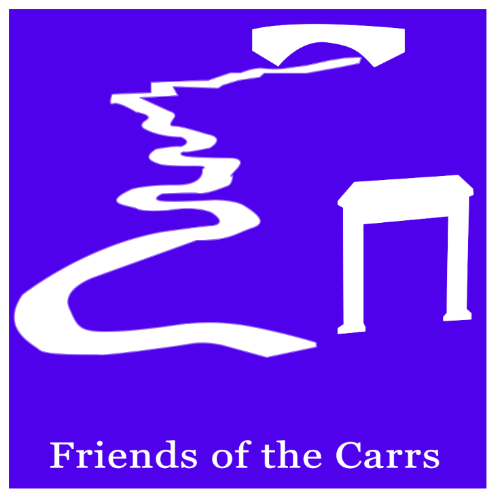 Friends of the Carrs